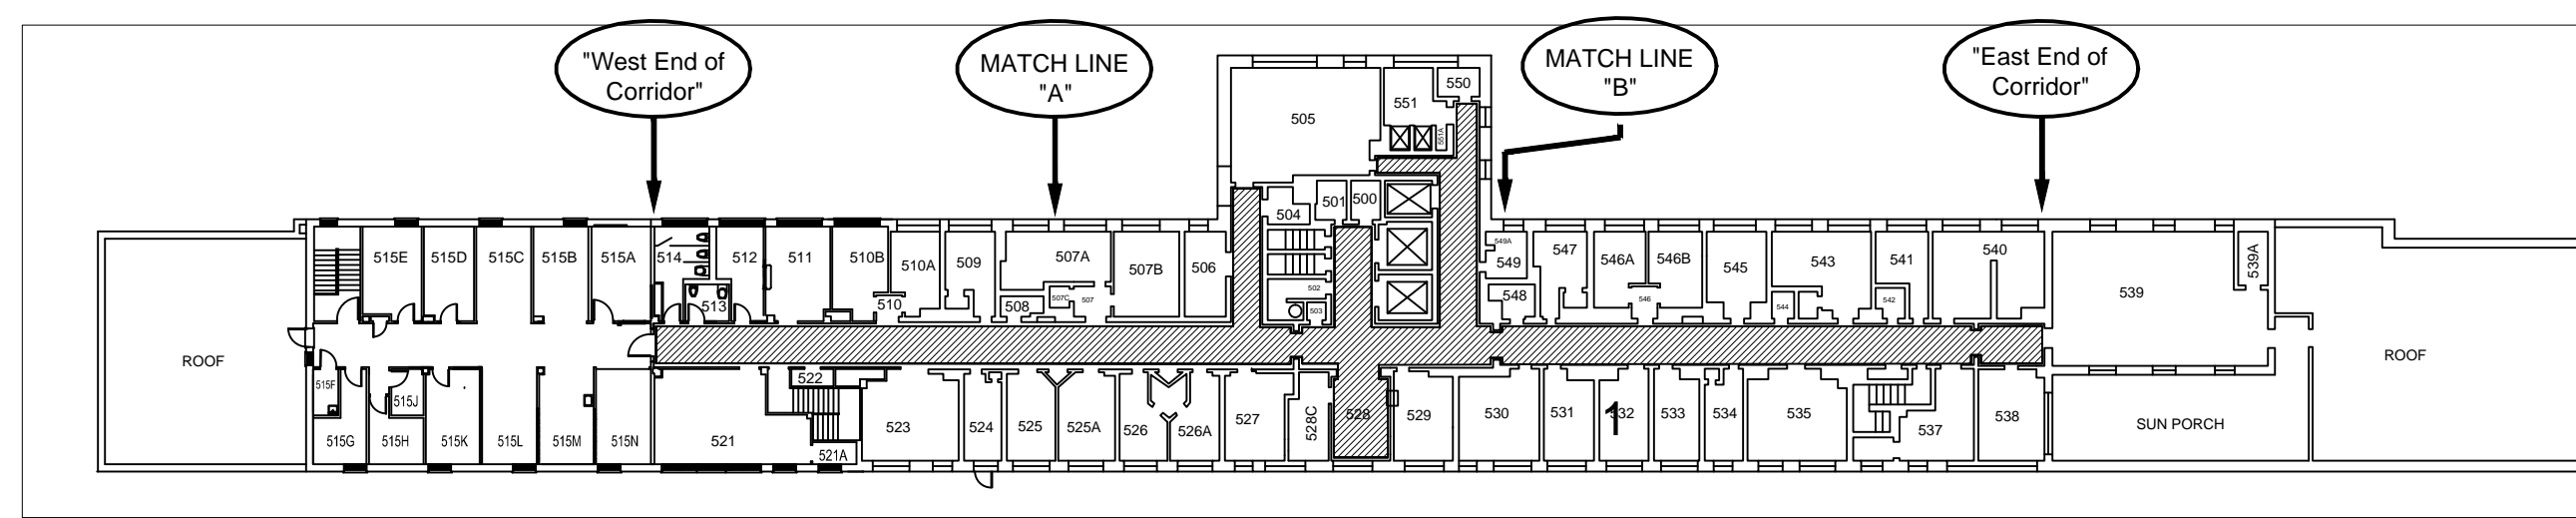 "West End of
Corridor"
MATCH LINE
"A"
MATCH LINE
"B"
"East End of
Corridor"
550
551
551A
505
501
500
504
502
503
515E
515D
515C
515B
515A
514
513
512
511
510B
510A
510
509
508
507A
507C
507
507B
506
549A
549
548
547
546A
546B
546
545
544
543
542
541
540
539
539A
ROOF
ROOF
515F
515G
515H
515J
515K
515L
515M
515N
521
521A
522
523
524
525
525A
526
526A
527
528C
528
529
530
531
532
1
533
534
535
537
538
SUN PORCH